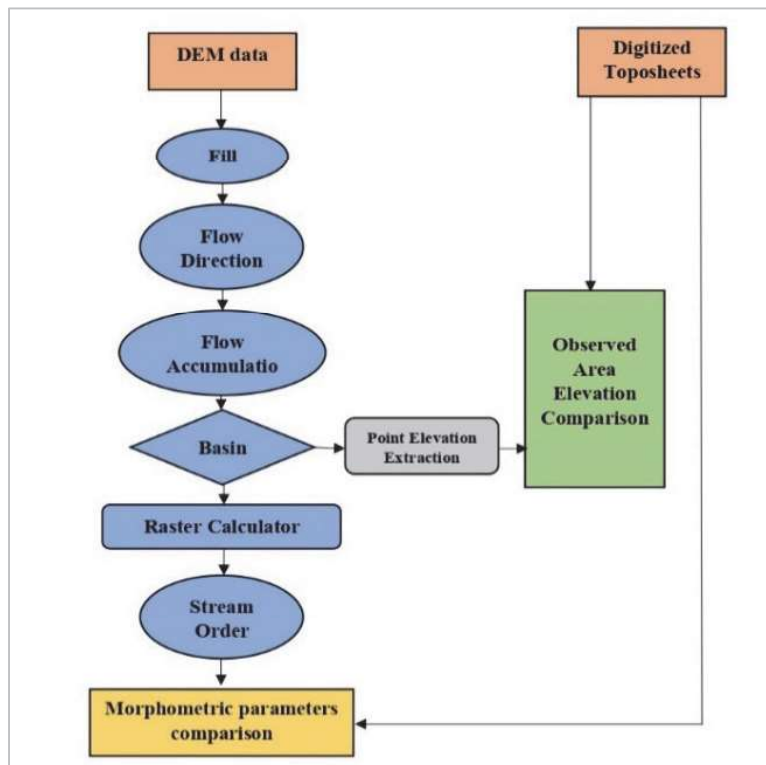 DEM data
Digitized
Toposheets
Fill
Flow
Direction
Flow
Accumulatio
Observed
Area
Elevation
Comparison
Basin
Point Elevation
Extraction
Raster Calculator
Stream
Order
Morphometric parameters
comparison